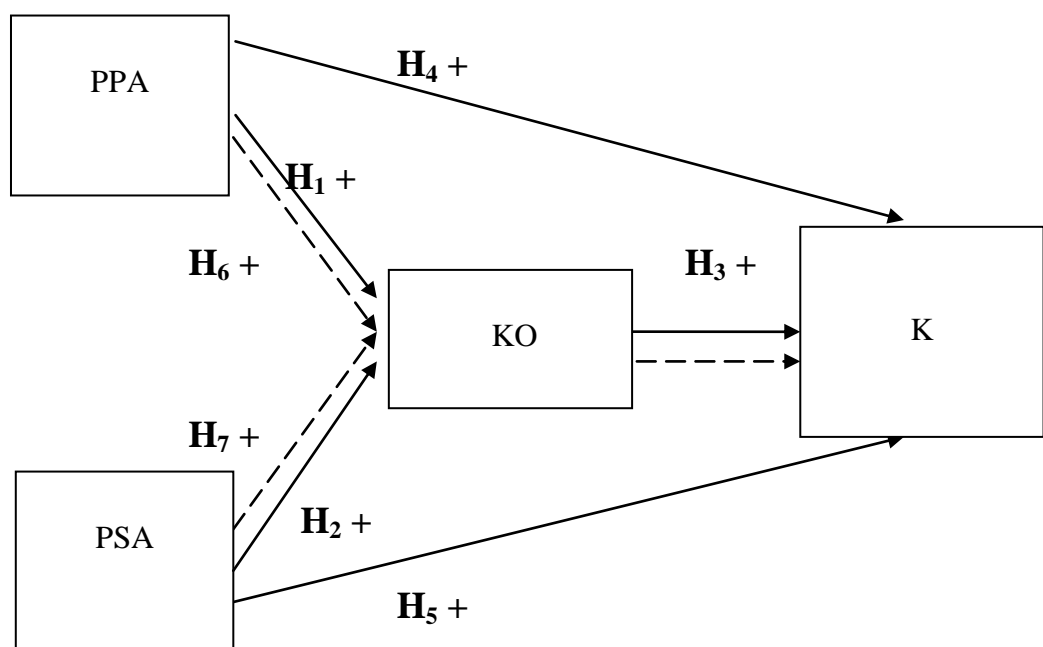 PPA
H₄ +
H₁ +
H₆ +
H₃ +
KO
K
H₇ +
PSA
H₂ +
H₅ +